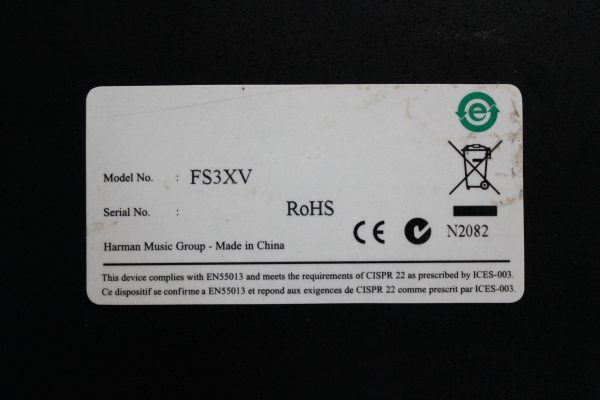 e
Model No. : FS3XV
Serial No. : RoHS
CE N2082
Harman Music Group - Made in China
This device complies with EN55013 and meets the requirements of CISPR 22 as prescribed by ICES-003.
Ce dispositif se confirme a EN55013 et repond aux exigences de CISPR 22 comme prescrit par ICES-003.